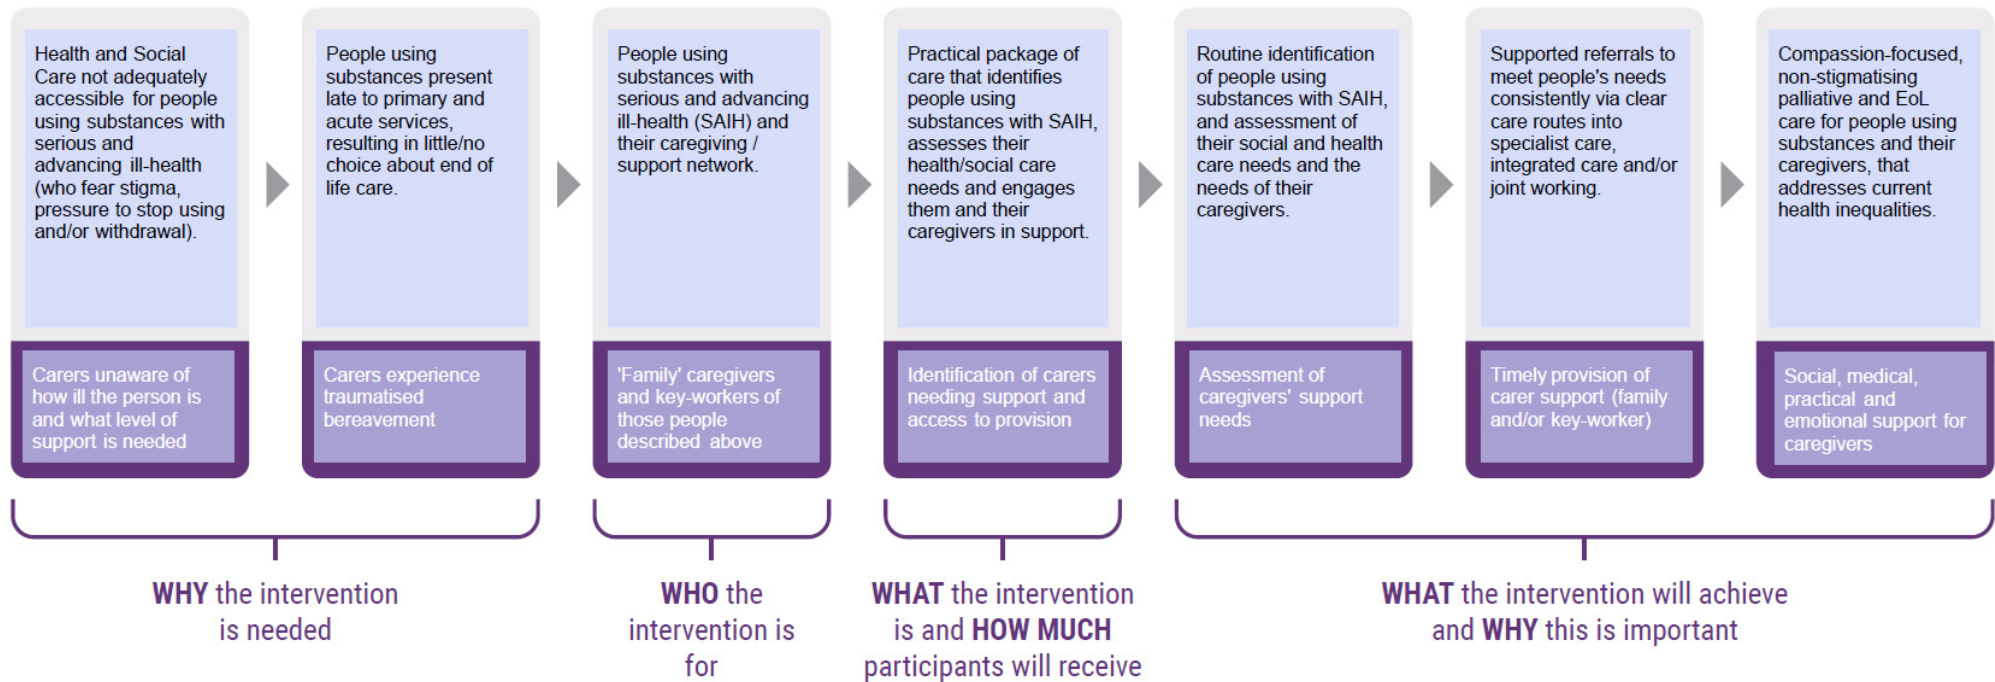 Health and Social
Care not adequately
accessible for people
using substances with
serious and
advancing ill-health
(who fear stigma,
pressure to stop using
and/or withdrawal).
Carers unaware of
how ill the person is
and what level of
support is needed
People using
substances present
late to primary and
acute services,
resulting in little/no
choice about end of
life care.
Carers experience
traumatised
bereavement
People using
substances with
serious and advancing
ill-health (SAIH) and
their caregiving /
support network.
'Family' caregivers
and key-workers of
those people
described above
Practical package of
care that identifies
people using
substances with SAIH,
assesses their
health/social care
needs and engages
them and their
caregivers in support.
Identification of carers
needing support and
access to provision
Routine identification
of people using
substances with SAIH,
and assessment of
their social and health
care needs and the
needs of their
caregivers.
Assessment of
caregivers' support
needs
Supported referrals to
meet people's needs
consistently via clear
care routes into
specialist care,
integrated care and/or
joint working.
Timely provision of
carer support (family
and/or key-worker)
Compassion-focused,
non-stigmatising
palliative and EoL
care for people using
substances and their
caregivers, that
addresses current
health inequalities.
Social, medical,
practical and
emotional support for
caregivers
WHY the intervention
is needed
WHO the
intervention is
for
WHAT the intervention
is and HOW MUCH
participants will receive
WHAT the intervention will achieve
and WHY this is important